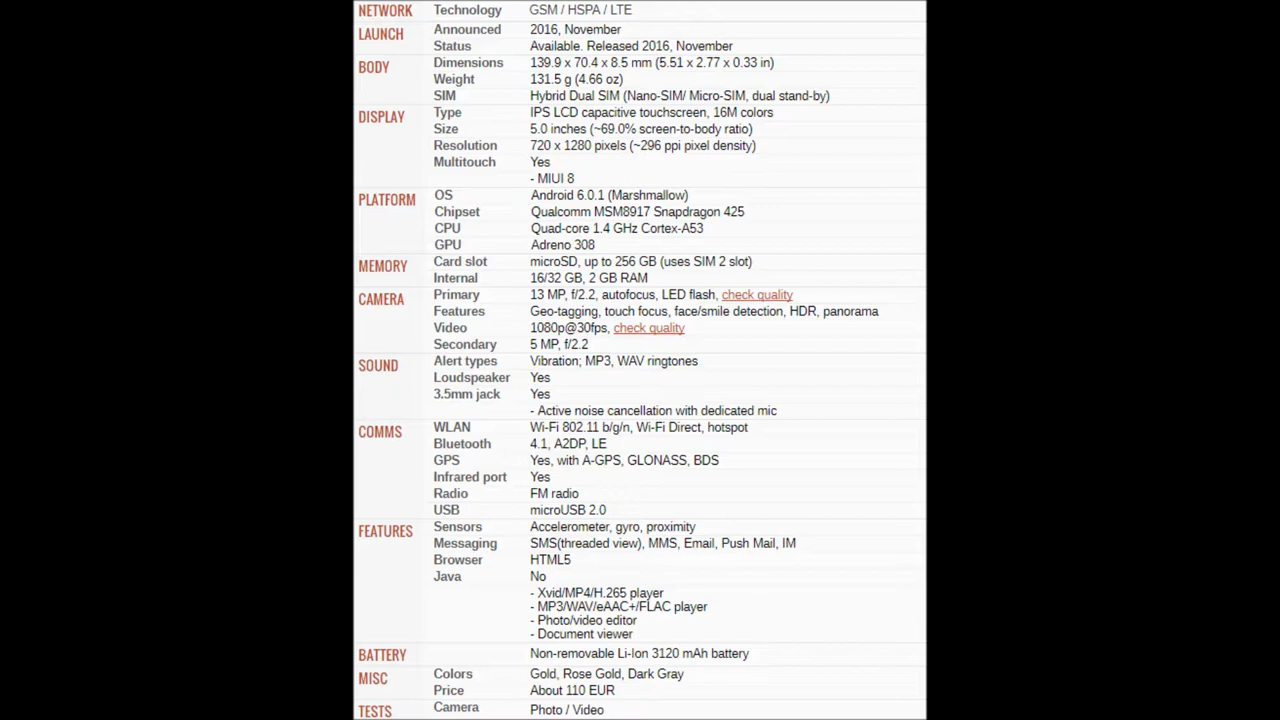 NETWORK Technology GSM / HSPA / LTE
LAUNCH Announced 2016, November
Status Available. Released 2016, November
BODY Dimensions 139.9 x 70.4 x 8.5 mm (5.51 x 2.77 x 0.33 in)
Weight 131.5 g (4.66 oz)
SIM Hybrid Dual SIM (Nano-SIM/ Micro-SIM, dual stand-by)
DISPLAY Type IPS LCD capacitive touchscreen, 16M colors
Size 5.0 inches (~69.0% screen-to-body ratio)
Resolution 720 x 1280 pixels (~296 ppi pixel density)
Multitouch Yes
- MIUI 8
PLATFORM OS Android 6.0.1 (Marshmallow)
Chipset Qualcomm MSM8917 Snapdragon 425
CPU Quad-core 1.4 GHz Cortex-A53
GPU Adreno 308
MEMORY Card slot microSD, up to 256 GB (uses SIM 2 slot)
Internal 16/32 GB, 2 GB RAM
CAMERA Primary 13 MP, f/2.2, autofocus, LED flash, check quality
Features Geo-tagging, touch focus, face/smile detection, HDR, panorama
Video 1080p@30fps, check quality
Secondary 5 MP, f/2.2
SOUND Alert types Vibration; MP3, WAV ringtones
Loudspeaker Yes
3.5mm jack Yes
- Active noise cancellation with dedicated mic
COMMS WLAN Wi-Fi 802.11 b/g/n, Wi-Fi Direct, hotspot
Bluetooth 4.1, A2DP, LE
GPS Yes, with A-GPS, GLONASS, BDS
Infrared port Yes
Radio FM radio
USB microUSB 2.0
FEATURES Sensors Accelerometer, gyro, proximity
Messaging SMS(threaded view), MMS, Email, Push Mail, IM
Browser HTML5
Java No
- Xvid/MP4/H.265 player
- MP3/WAV/eAAC+/FLAC player
- Photo/video editor
- Document viewer
BATTERY Non-removable Li-Ion 3120 mAh battery
MISC Colors Gold, Rose Gold, Dark Gray
Price About 110 EUR
TESTS Camera Photo / Video